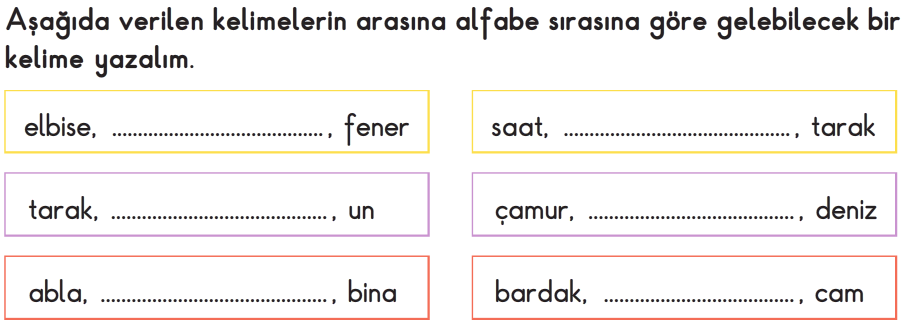 Aşağıda verilen kelimelerin arasına alfabe sırasına göre gelebilecek bir
kelime yazalım.
elbise, ........................................, fener
saat, ............................................, tarak
tarak, ........................................., un
çamur, ........................................, deniz
abla, ............................................, bina
bardak, ....................................., cam